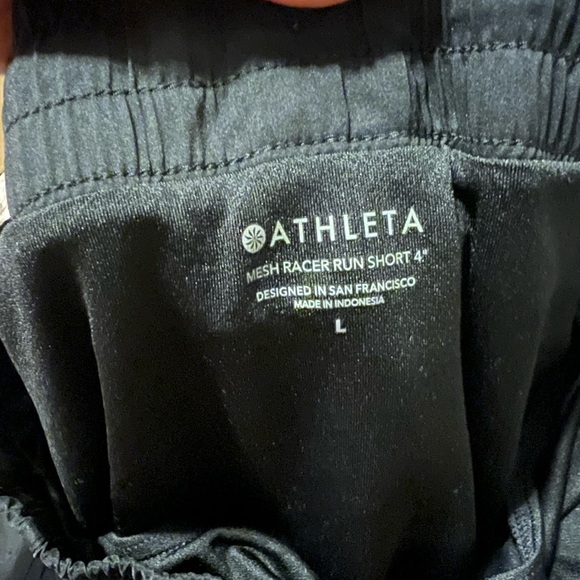 ATHLETA
MESH RACER RUN SHORT 4"
DESIGNED IN SAN FRANCISCO
MADE IN INDONESIA
L